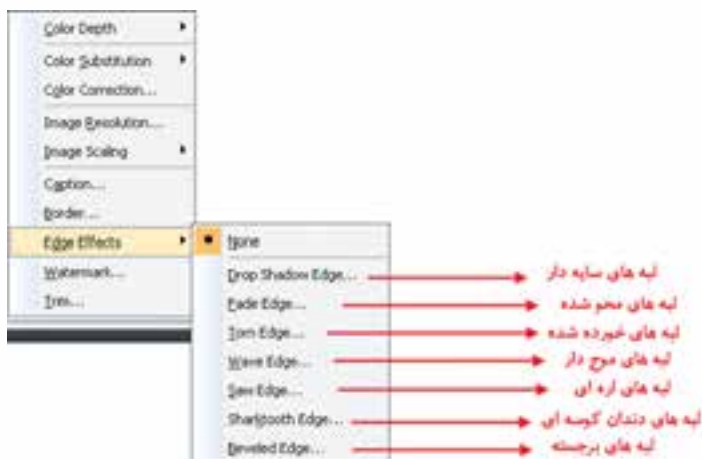 Color Depth
Color Substitution
Color Correction...
Image Resolution...
Image Scaling
Caption...
Border...
Edge Effects
Watermark...
Trim...
None
Drop Shadow Edge... لبه های سایه دار
Fade Edge... لبه های محو شده
Torn Edge... لبه های خورده شده
Wave Edge... لبه های موج دار
Saw Edge... لبه های اره ای
Sharktooth Edge... لبه های دندان کوسه ای
Beveled Edge... لبه های برجسته